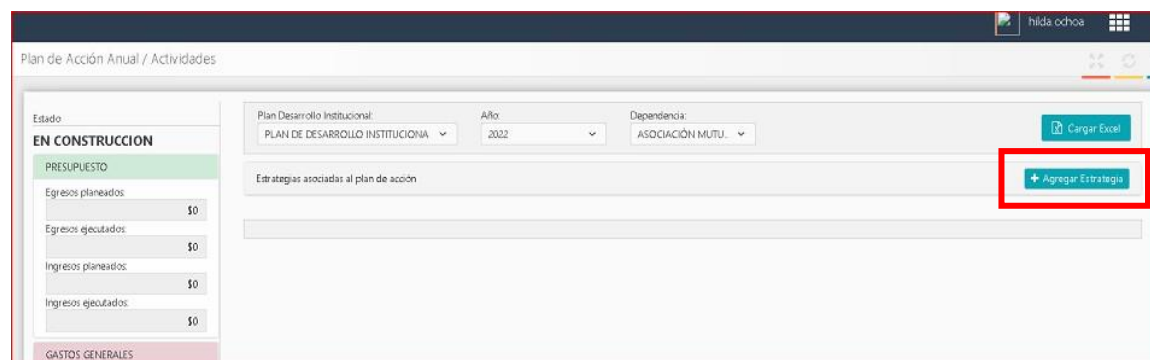 hilda.ochoa
Plan de Acción Anual / Actividades
Estado
EN CONSTRUCCION
PRESUPUESTO
Egresos planeados:
$0
Egresos ejecutados:
$0
Ingresos planeados:
$0
Ingresos ejecutados:
$0
GASTOS GENERALES
Plan Desarrollo Institucional: Año: Dependencia:
PLAN DE DESARROLLO INSTITUCIONA 2022 ASOCIACIÓN MUTU..
Cargar Excel
Estrategias asociadas al plan de acción
+ Agregar Estrategia